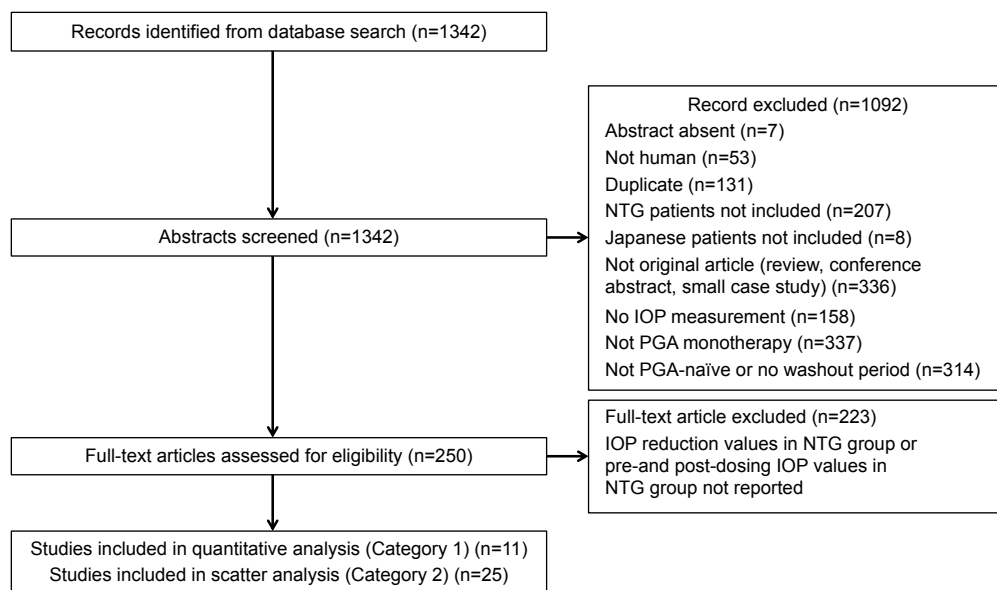 Records identified from database search (n=1342)
Record excluded (n=1092)
Abstract absent (n=7)
Not human (n=53)
Duplicate (n=131)
NTG patients not included (n=207)
Japanese patients not included (n=8)
Not original article (review, conference
abstract, small case study) (n=336)
No IOP measurement (n=158)
Not PGA monotherapy (n=337)
Not PGA-naïve or no washout period (n=314)
Abstracts screened (n=1342)
Full-text article excluded (n=223)
IOP reduction values in NTG group or
pre-and post-dosing IOP values in
NTG group not reported
Full-text articles assessed for eligibility (n=250)
Studies included in quantitative analysis (Category 1) (n=11)
Studies included in scatter analysis (Category 2) (n=25)